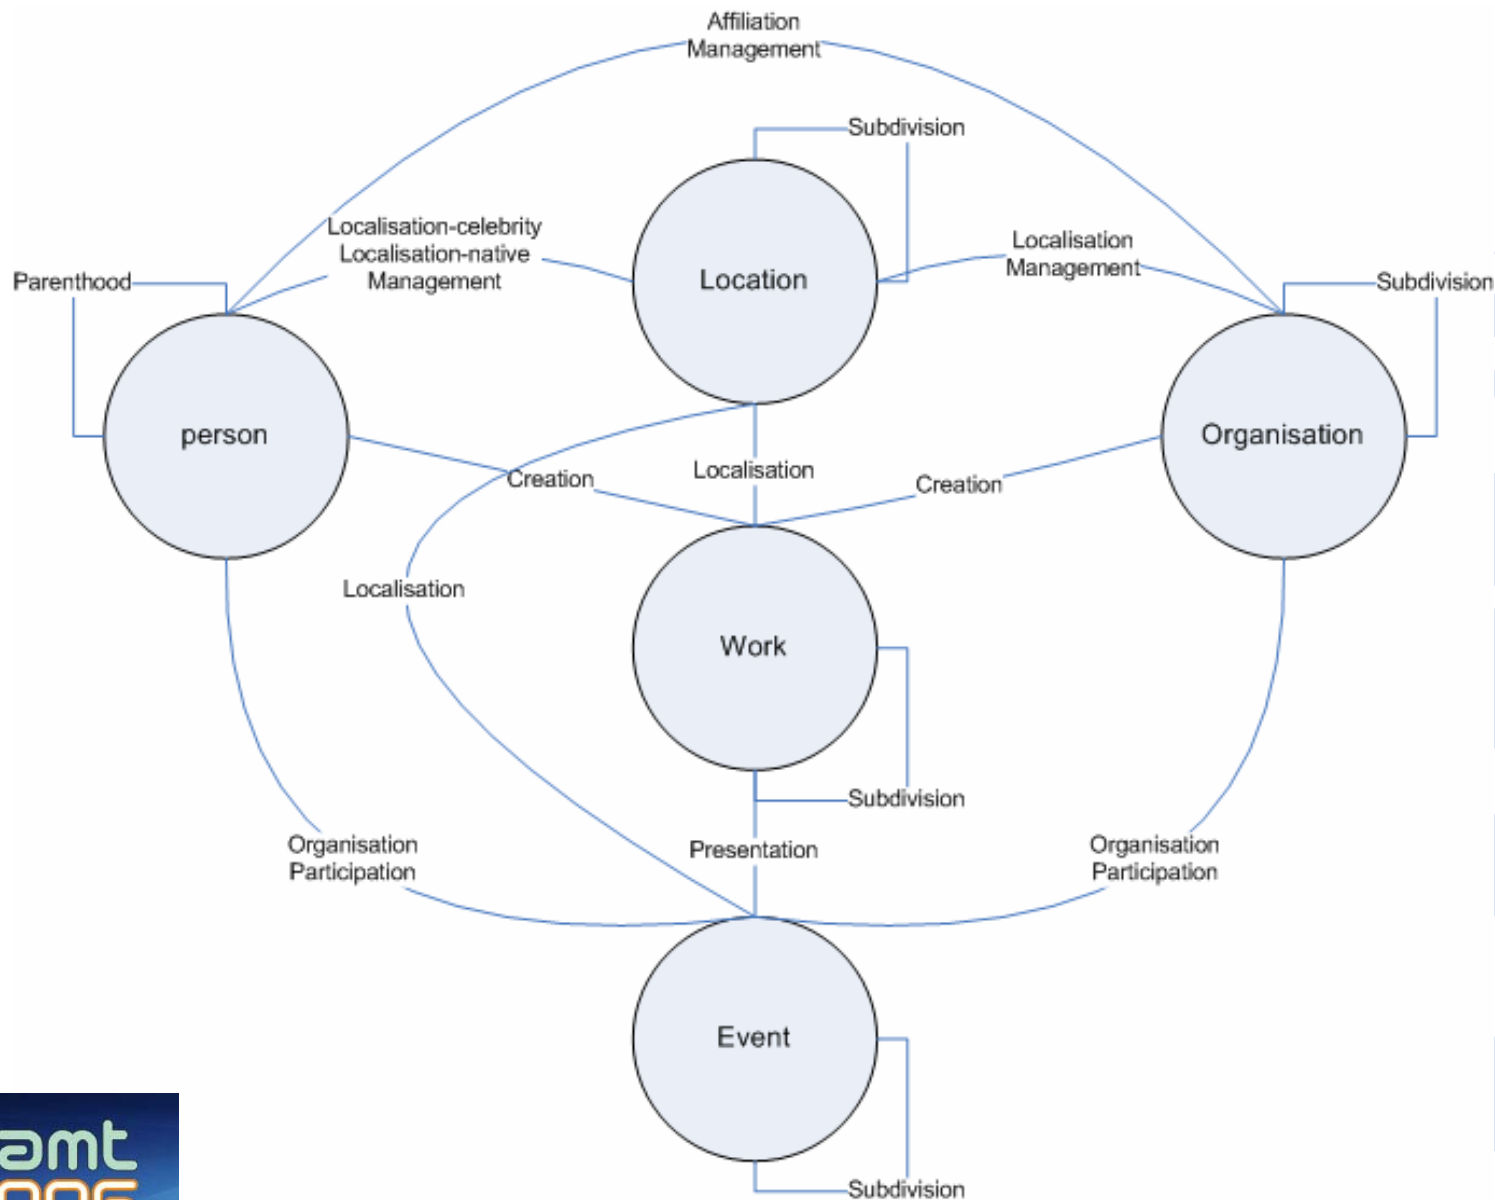 Affiliation
Management
Subdivision
Localisation-celebrity
Localisation-native
Management
Localisation
Management
Parenthood
Subdivision
Location
person
Organisation
Creation
Localisation
Creation
Localisation
Work
Subdivision
Organisation
Participation
Presentation
Organisation
Participation
Event
Subdivision
amt